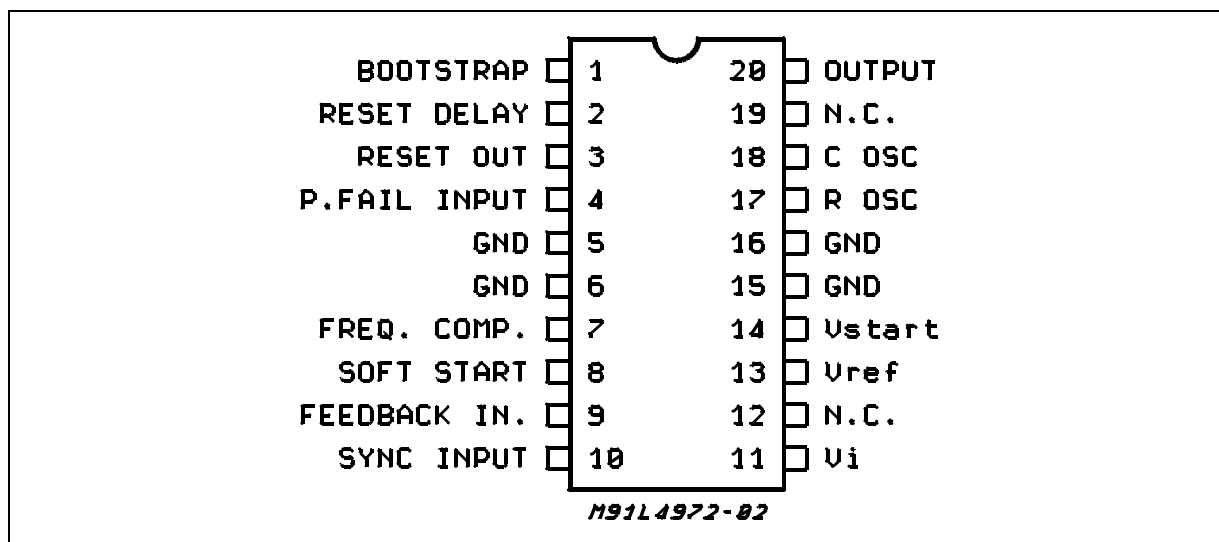 BOOTSTRAP 1 20 OUTPUT
RESET DELAY 2 19 N.C.
RESET OUT 3 18 C OSC
P.FAIL INPUT 4 17 R OSC
GND 5 16 GND
GND 6 15 GND
FREQ. COMP. 7 14 Vstart
SOFT START 8 13 Vref
FEEDBACK IN. 9 12 N.C.
SYNC INPUT 10 11 Vi
M91L4972-02